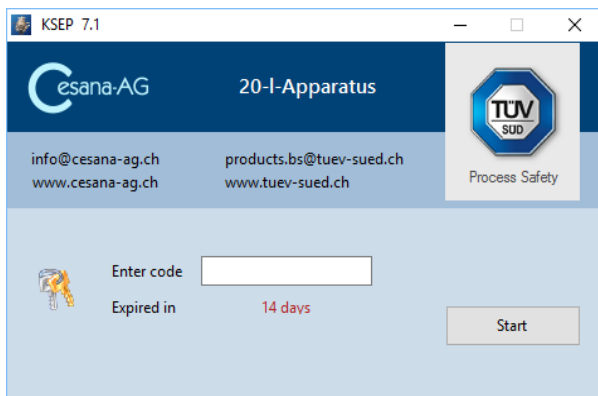 KSEP 7.1
Cesana-AG
20-l-Apparatus
TÜV
SÜD
Process Safety
info@cesana-ag.ch
www.cesana-ag.ch
products.bs@tuev-sued.ch
www.tuev-sued.ch
Enter code
Expired in
14 days
Start